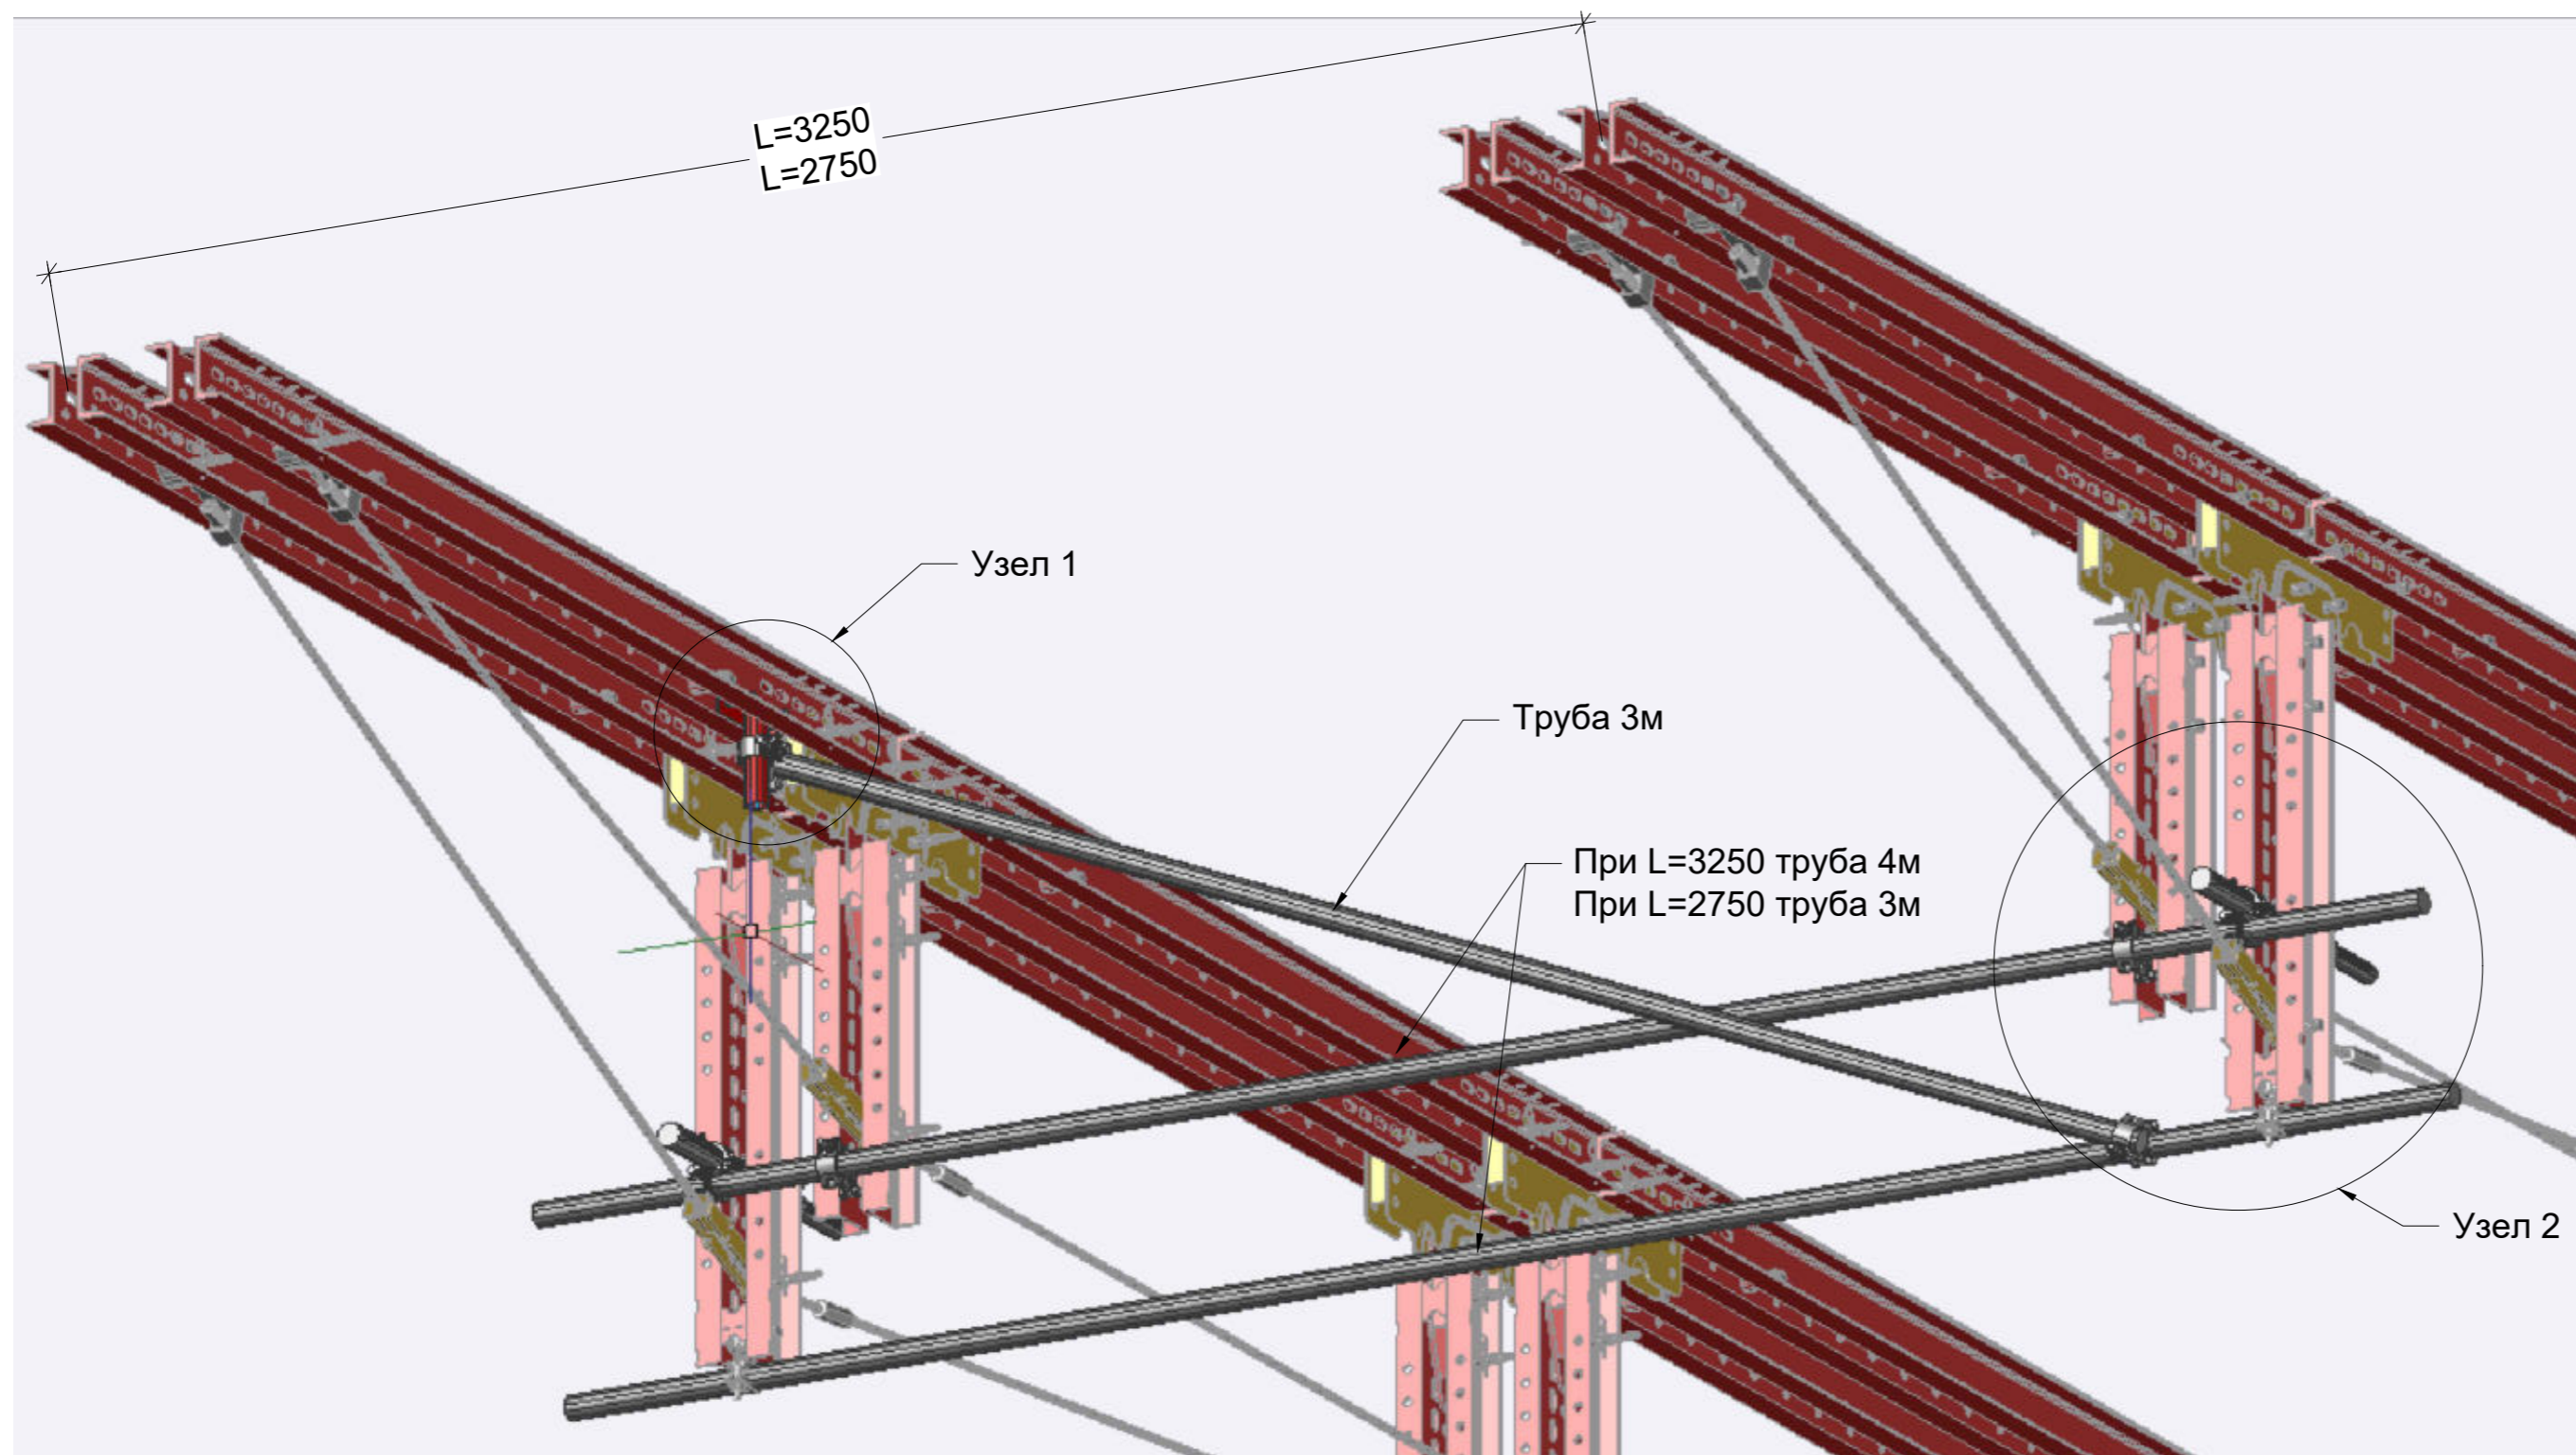 L=3250
L=2750
Узел 1
Труба 3м
При L=3250 труба 4м
При L=2750 труба 3м
Узел 2